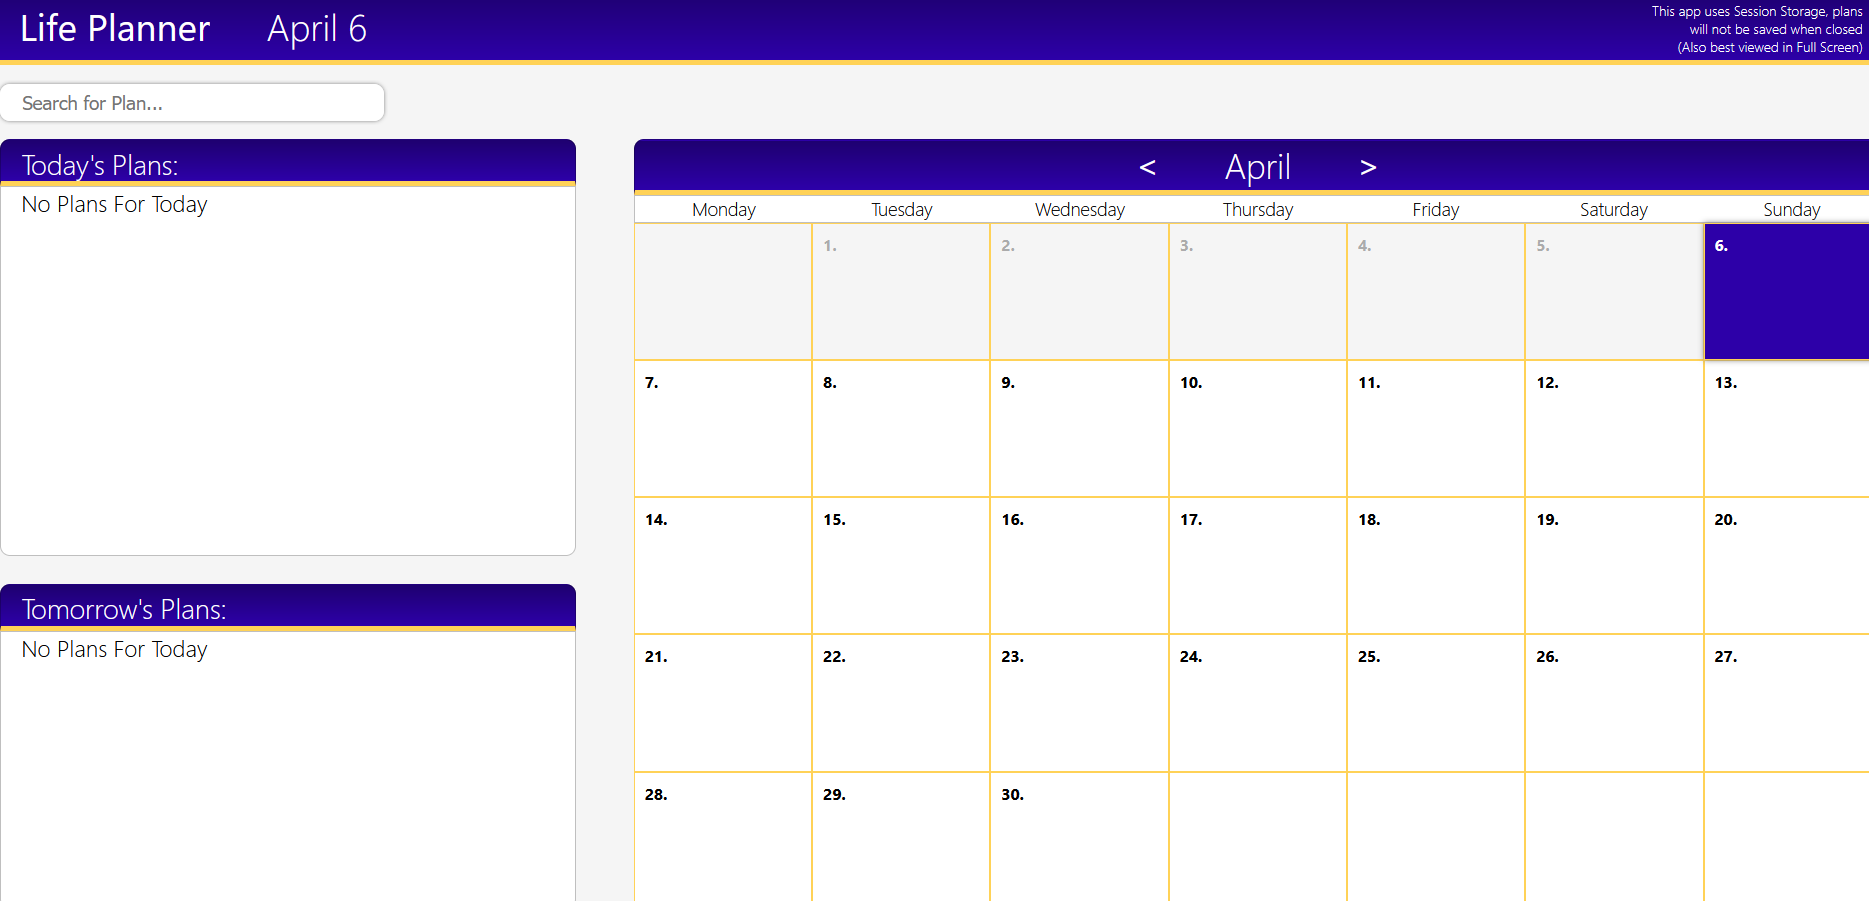 Life Planner April 6
This app uses Session Storage, plans
will not be saved when closed
(Also best viewed in Full Screen)
Search for Plan...
Today's Plans:
No Plans For Today
Tomorrow's Plans:
No Plans For Today
< April >
Monday Tuesday Wednesday Thursday Friday Saturday Sunday
1. 2. 3. 4. 5. 6.
7. 8. 9. 10. 11. 12. 13.
14. 15. 16. 17. 18. 19. 20.
21. 22. 23. 24. 25. 26. 27.
28. 29. 30.